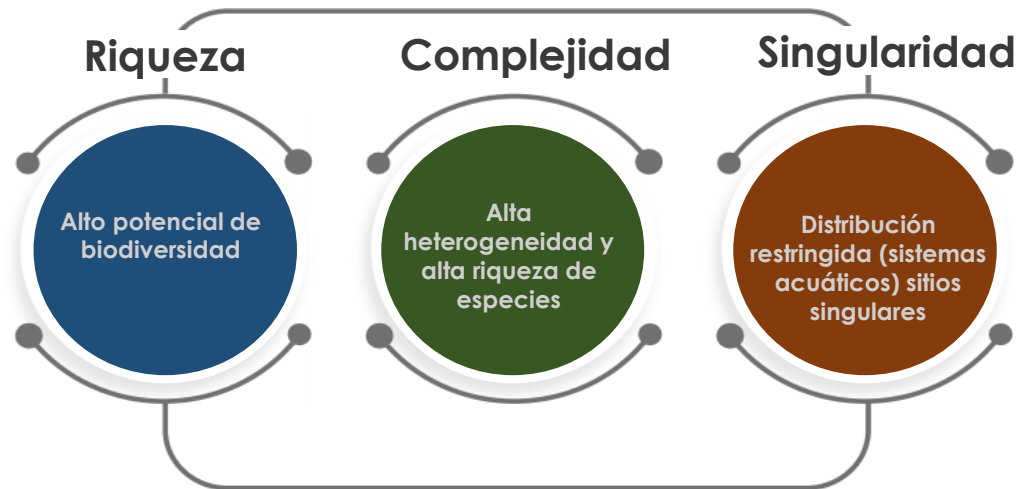 Riqueza
Complejidad
Singularidad
Alto potencial de
biodiversidad
Alta
heterogeneidad y
alta riqueza de
especies
Distribución
restringida (sistemas
acuáticos) sitios
singulares